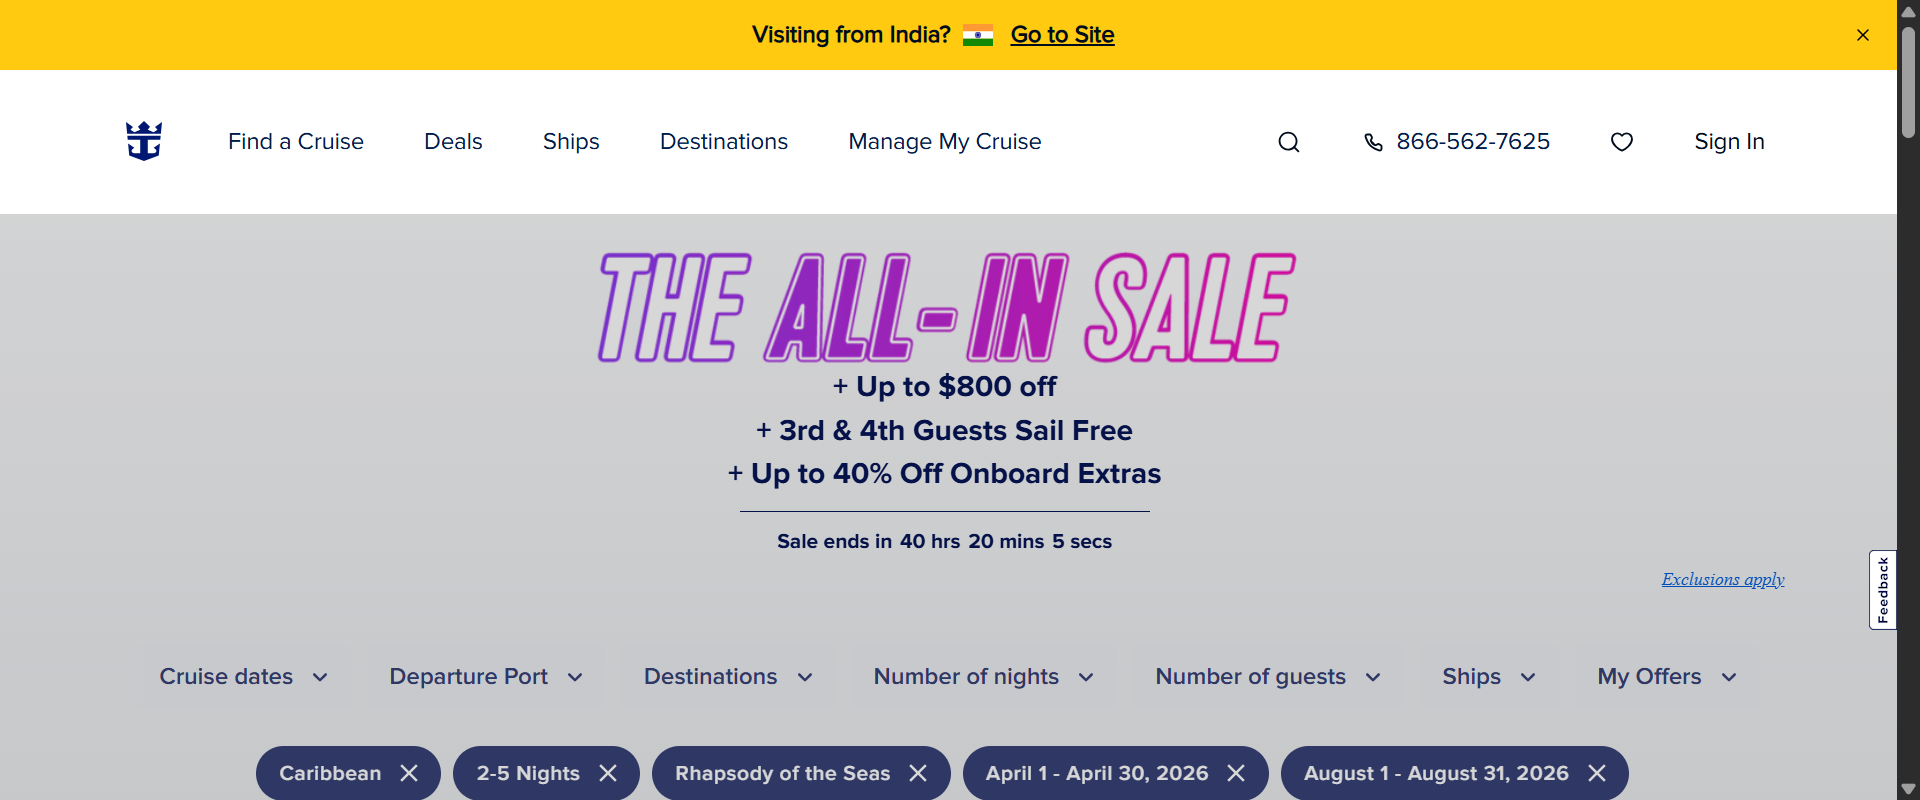 Visiting from India? Go to Site
Find a Cruise Deals Ships Destinations Manage My Cruise 866-562-7625 Sign In
THE ALL-IN SALE
+ Up to $800 off
+ 3rd & 4th Guests Sail Free
+ Up to 40% Off Onboard Extras
Sale ends in 40 hrs 20 mins 5 secs
Exclusions apply
Feedback
Cruise dates Departure Port Destinations Number of nights Number of guests Ships My Offers
Caribbean 2-5 Nights Rhapsody of the Seas April 1 - April 30, 2026 August 1 - August 31, 2026